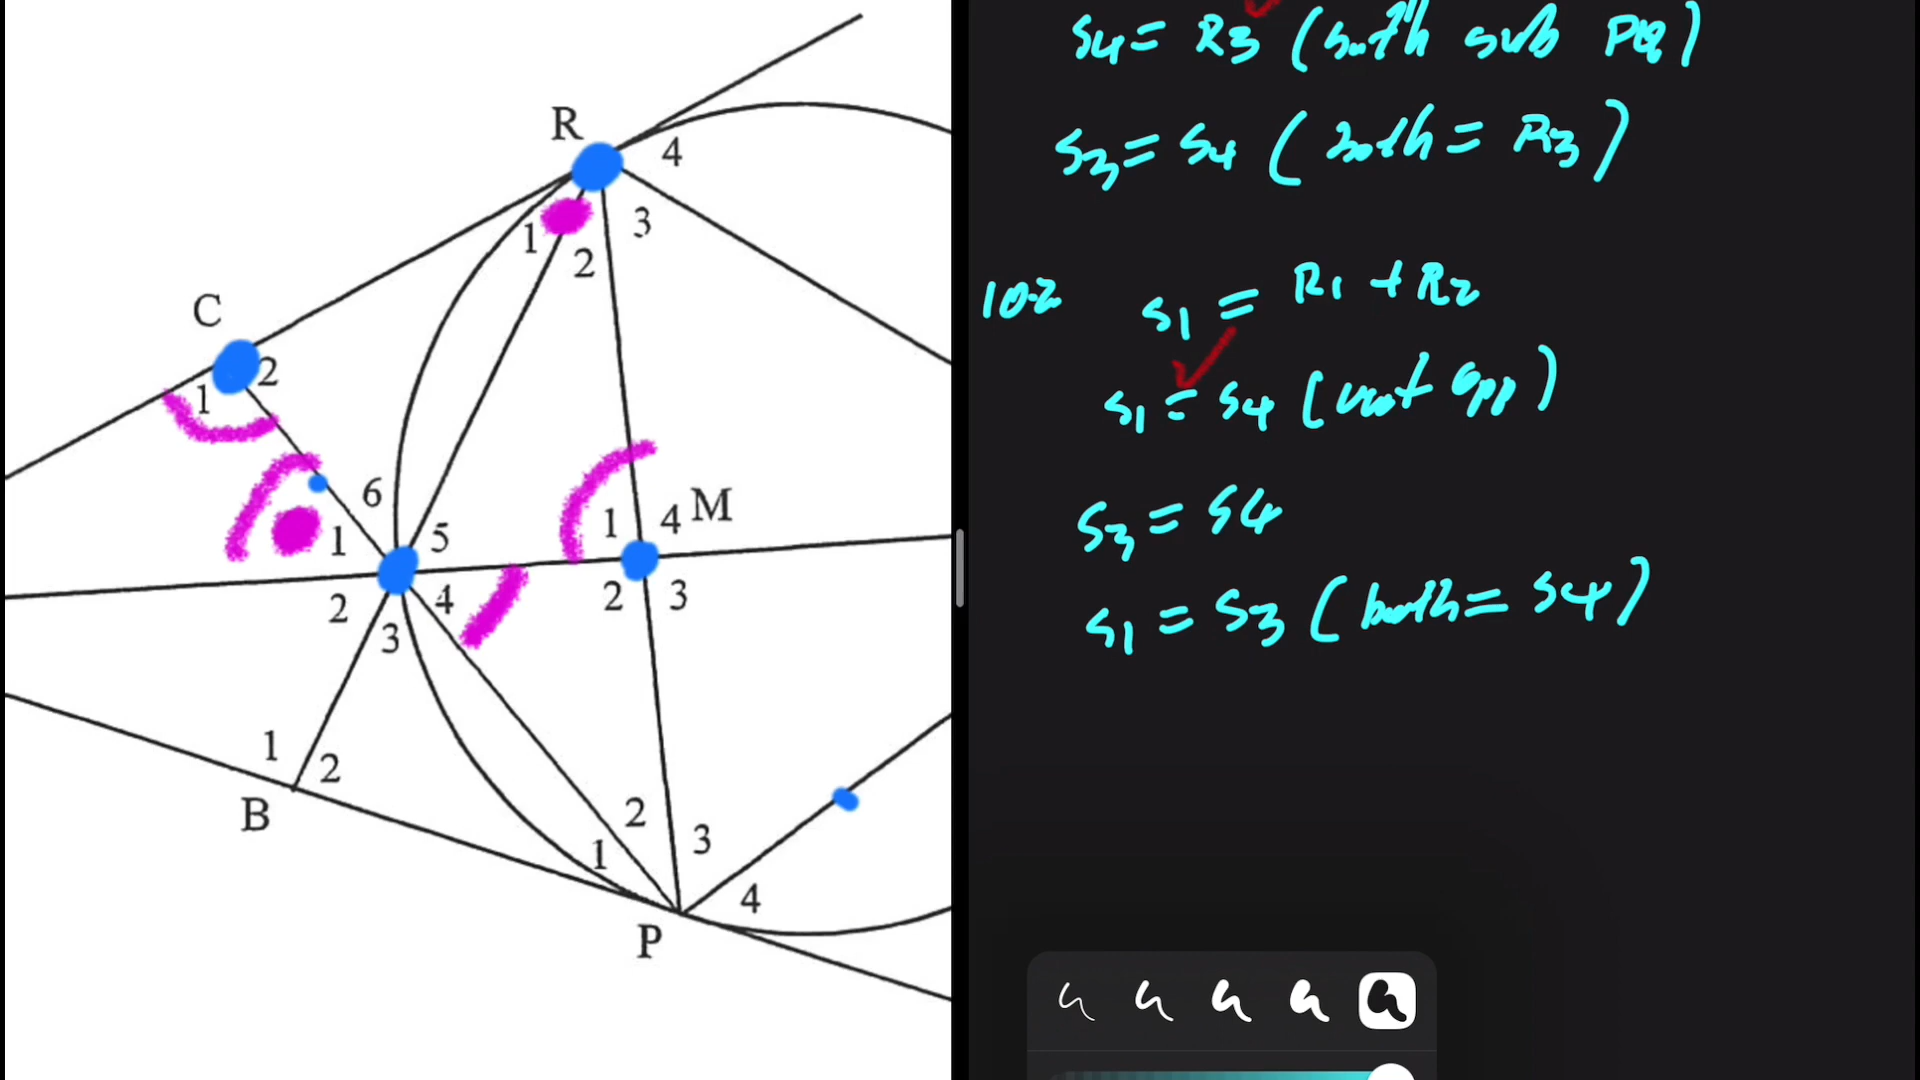 R
4
1
3
2
C
2
1
6
1
5
1
4
M
2
4
2
3
3
1
2
B
2
1
3
4
P
S4 = R3 (both sub PQ)
S3 = S4 (both = R3)
10.2 S1 = R1 + R2
S1 = S4 (vert opp)
S3 = S4
S1 = S3 (both = S4)
a a a a a